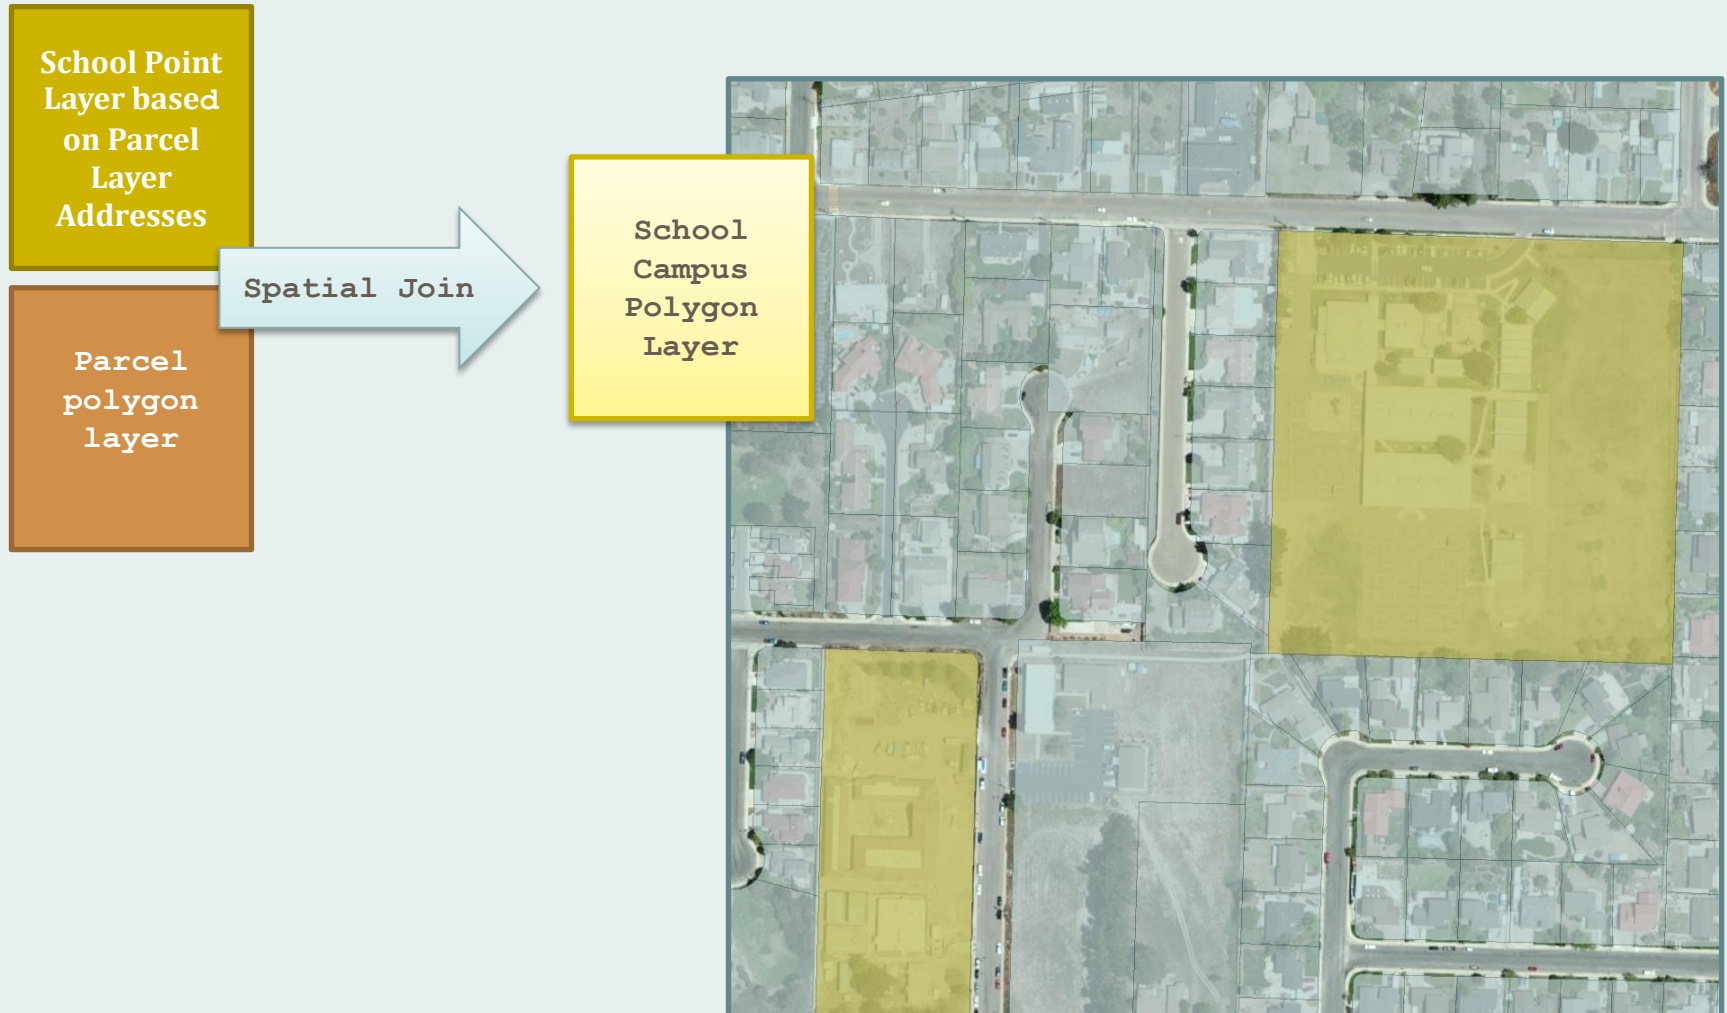 School Point
Layer based
on Parcel
Layer
Addresses
Parcel
polygon
layer
Spatial Join
School
Campus
Polygon
Layer